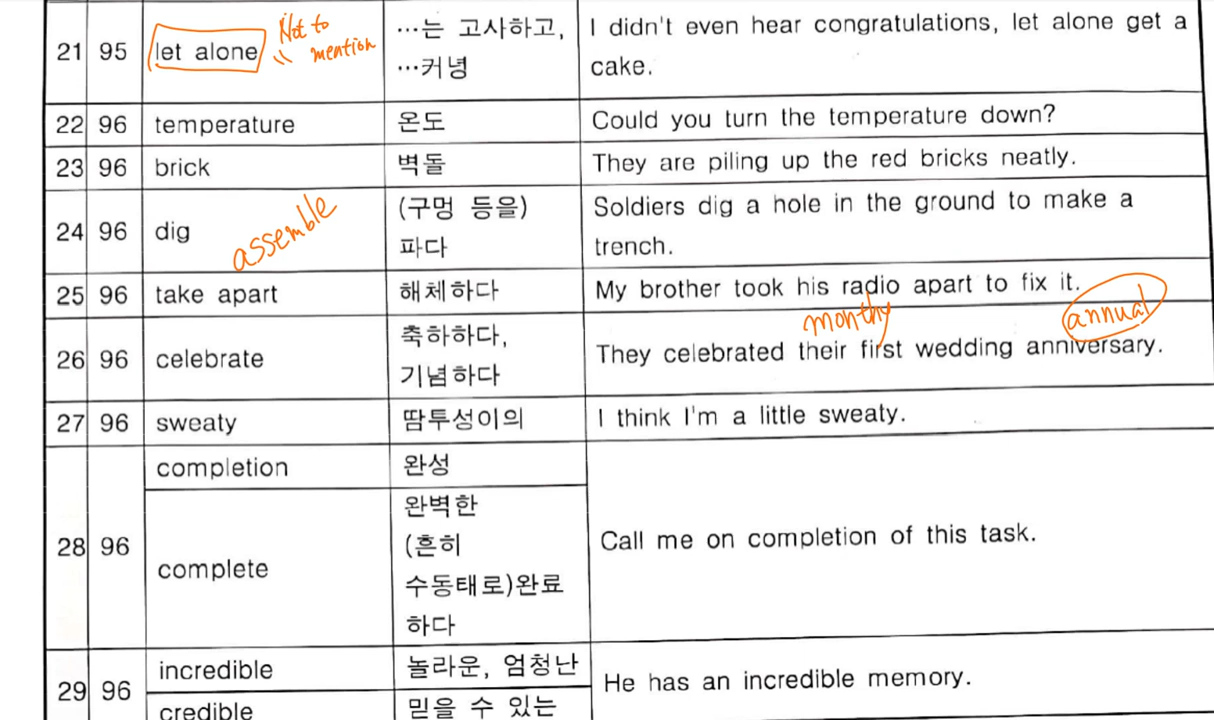 21 95 let alone Not to mention …는 고사하고, …커녕 I didn't even hear congratulations, let alone get a cake.
22 96 temperature 온도 Could you turn the temperature down?
23 96 brick 벽돌 They are piling up the red bricks neatly.
24 96 dig assemble (구멍 등을) 파다 Soldiers dig a hole in the ground to make a trench.
25 96 take apart 해체하다 My brother took his radio apart to fix it.
monthy annual
26 96 celebrate 축하하다, 기념하다 They celebrated their first wedding anniversary.
27 96 sweaty 땀투성이의 I think I'm a little sweaty.
28 96 completion 완성 Call me on completion of this task.
complete 완벽한 (흔히 수동태로)완료하다
29 96 incredible 놀라운, 엄청난 He has an incredible memory.
credible 믿을 수 있는